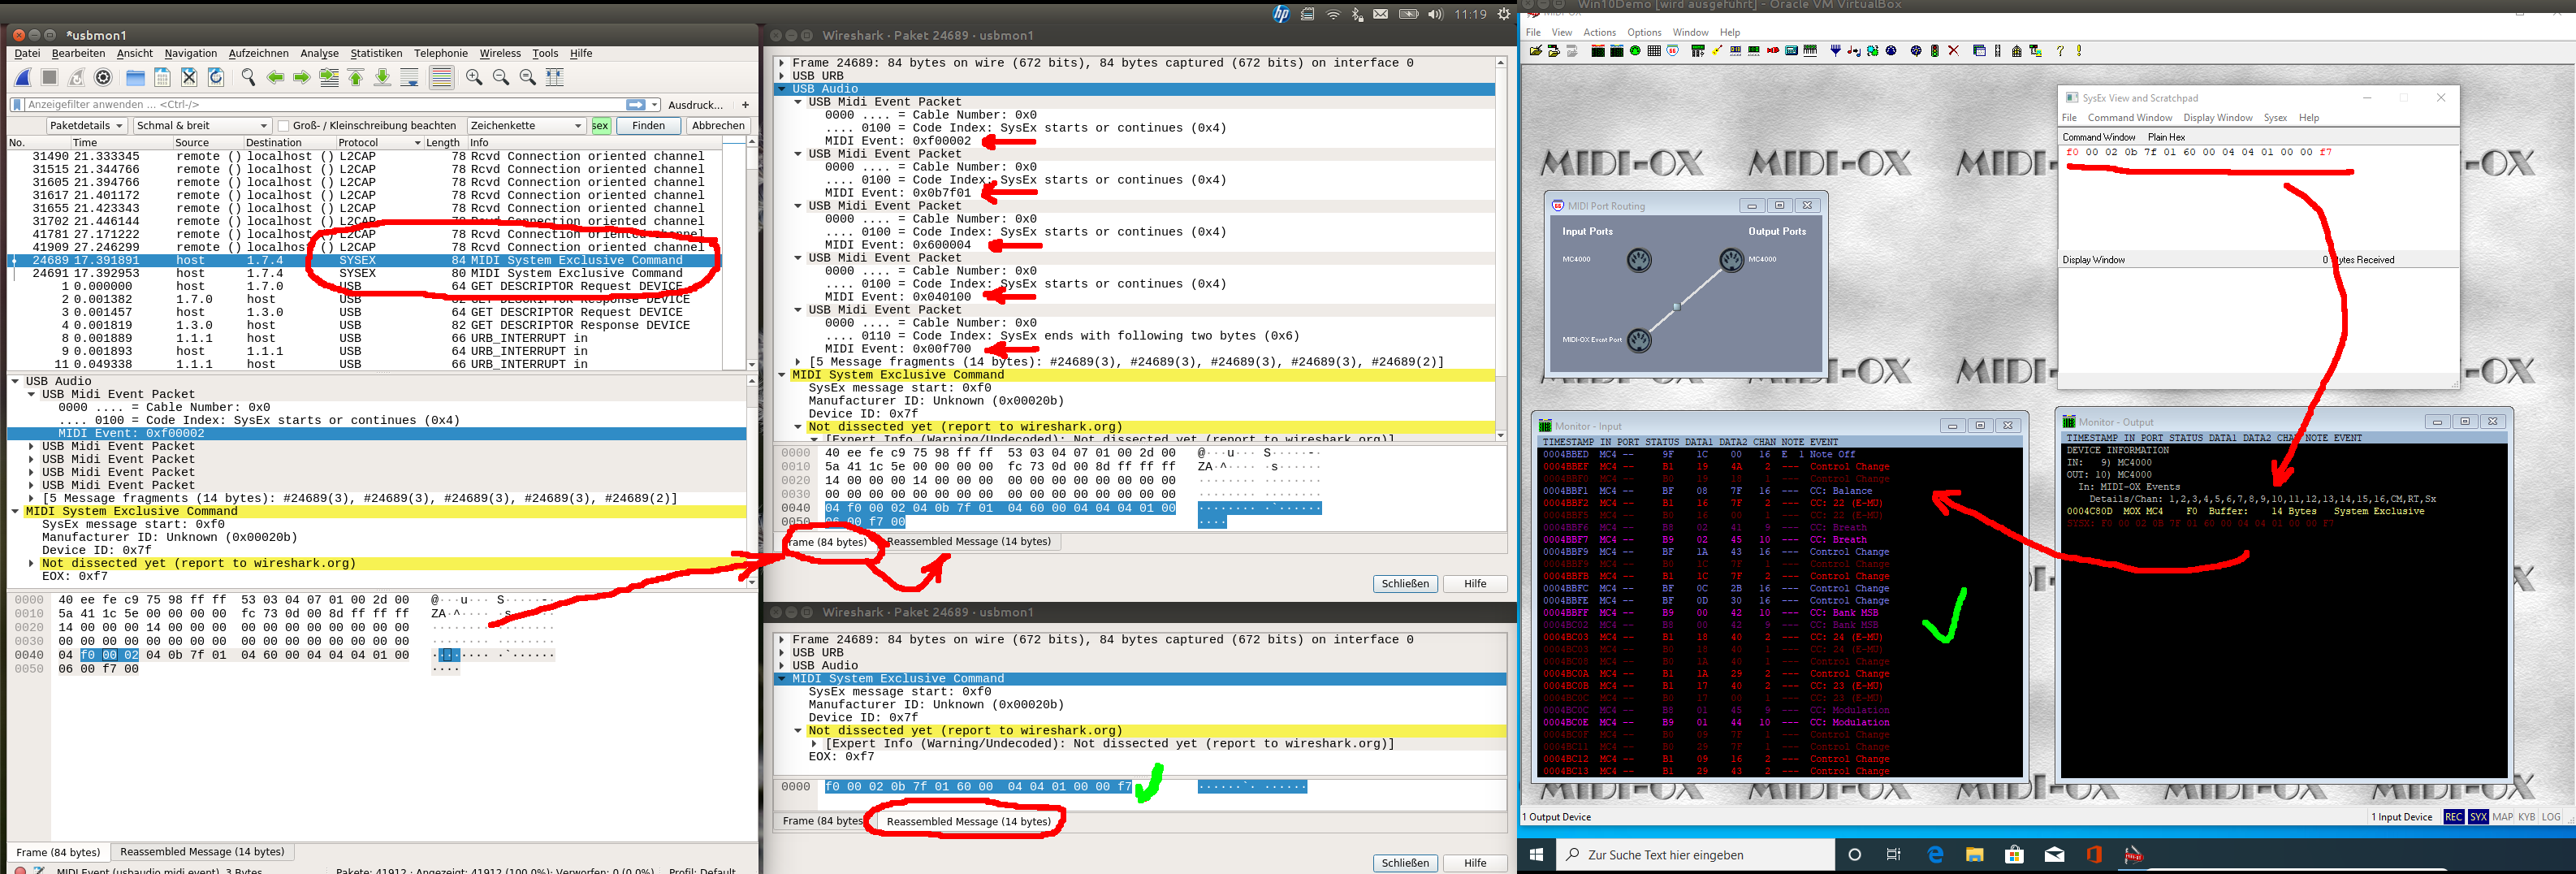 11:19
*usbmon1
Datei Bearbeiten Ansicht Navigation Aufzeichnen Analyse Statistiken Telephonie Wireless Tools Hilfe
Anzeigefilter anwenden ... <Ctrl-/> Ausdruck... +
Paketdetails Schmal & breit Groß- / Kleinschreibung beachten Zeichenkette sex Finden Abbrechen
No. Time Source Destination Protocol Length Info
31490 21.333345 remote () localhost () L2CAP 78 Rcvd Connection oriented channel
31515 21.344766 remote () localhost () L2CAP 78 Rcvd Connection oriented channel
31605 21.394766 remote () localhost () L2CAP 78 Rcvd Connection oriented channel
31617 21.401172 remote () localhost () L2CAP 78 Rcvd Connection oriented channel
31655 21.423343 remote () localhost () L2CAP 78 Rcvd Connection oriented channel
31702 21.446144 remote () localhost () L2CAP 78 Rcvd Connection oriented channel
41781 27.171222 remote () localhost () L2CAP 78 Rcvd Connection oriented channel
41909 27.246299 remote () localhost () L2CAP 78 Rcvd Connection oriented channel
24689 17.391891 host 1.7.4 SYSEX 84 MIDI System Exclusive Command
24691 17.392953 host 1.7.4 SYSEX 80 MIDI System Exclusive Command
1 0.000000 host 1.7.0 USB 64 GET DESCRIPTOR Request DEVICE
2 0.001382 1.7.0 host USB 82 GET DESCRIPTOR Response DEVICE
3 0.001457 host 1.3.0 USB 64 GET DESCRIPTOR Request DEVICE
4 0.001819 1.3.0 host USB 82 GET DESCRIPTOR Response DEVICE
8 0.001889 1.1.1 host USB 66 URB_INTERRUPT in
9 0.001893 host 1.1.1 USB 64 URB_INTERRUPT in
11 0.049338 1.1.1 host USB 66 URB_INTERRUPT in
USB Audio
USB Midi Event Packet
0000 .... = Cable Number: 0x0
.... 0100 = Code Index: SysEx starts or continues (0x4)
MIDI Event: 0xf00002
USB Midi Event Packet
USB Midi Event Packet
USB Midi Event Packet
USB Midi Event Packet
[5 Message fragments (14 bytes): #24689(3), #24689(3), #24689(3), #24689(3), #24689(2)]
MIDI System Exclusive Command
SysEx message start: 0xf0
Manufacturer ID: Unknown (0x00020b)
Device ID: 0x7f
Not dissected yet (report to wireshark.org)
EOX: 0xf7
0000 40 ee fe c9 75 98 ff ff 53 03 04 07 01 00 2d 00 @···u··· S·····-·
0010 5a 41 1c 5e 00 00 00 00 fc 73 0d 00 8d ff ff ff
0020 14 00 00 00 14 00 00 00 00 00 00 00 00 00 00 00
0030 00 00 00 00 00 00 00 00 00 00 00 00 00 00 00 00
0040 04 f0 00 02 04 0b 7f 01 04 60 00 04 04 04 01 00
0050 06 00 f7 00
Frame (84 bytes) Reassembled Message (14 bytes)
MIDI Event (usbaudio.midi.event), 3 Bytes Pakete: 41912 · Angezeigt: 41912 (100.0%) · Verworfen: 0 (0.0%) Profil: Default
Wireshark · Paket 24689 · usbmon1
Frame 24689: 84 bytes on wire (672 bits), 84 bytes captured (672 bits) on interface 0
USB URB
USB Audio
USB Midi Event Packet
0000 .... = Cable Number: 0x0
.... 0100 = Code Index: SysEx starts or continues (0x4)
MIDI Event: 0xf00002
USB Midi Event Packet
0000 .... = Cable Number: 0x0
.... 0100 = Code Index: SysEx starts or continues (0x4)
MIDI Event: 0x0b7f01
USB Midi Event Packet
0000 .... = Cable Number: 0x0
.... 0100 = Code Index: SysEx starts or continues (0x4)
MIDI Event: 0x600004
USB Midi Event Packet
0000 .... = Cable Number: 0x0
.... 0100 = Code Index: SysEx starts or continues (0x4)
MIDI Event: 0x040100
USB Midi Event Packet
0000 .... = Cable Number: 0x0
.... 0110 = Code Index: SysEx ends with following two bytes (0x6)
MIDI Event: 0x00f700
[5 Message fragments (14 bytes): #24689(3), #24689(3), #24689(3), #24689(3), #24689(2)]
MIDI System Exclusive Command
SysEx message start: 0xf0
Manufacturer ID: Unknown (0x00020b)
Device ID: 0x7f
Not dissected yet (report to wireshark.org)
[Expert Info (Warning/Undecoded): Not dissected yet (report to wireshark.org)]
0000 40 ee fe c9 75 98 ff ff 53 03 04 07 01 00 2d 00 @···u··· S·····-·
0010 5a 41 1c 5e 00 00 00 00 fc 73 0d 00 8d ff ff ff ZA·^···· ·s······
0020 14 00 00 00 14 00 00 00 00 00 00 00 00 00 00 00
0030 00 00 00 00 00 00 00 00 00 00 00 00 00 00 00 00
0040 04 f0 00 02 04 0b 7f 01 04 60 00 04 04 04 01 00
0050 06 00 f7 00
Frame (84 bytes) Reassembled Message (14 bytes)
Schließen Hilfe
Wireshark · Paket 24689 · usbmon1
Frame 24689: 84 bytes on wire (672 bits), 84 bytes captured (672 bits) on interface 0
USB URB
USB Audio
MIDI System Exclusive Command
SysEx message start: 0xf0
Manufacturer ID: Unknown (0x00020b)
Device ID: 0x7f
Not dissected yet (report to wireshark.org)
[Expert Info (Warning/Undecoded): Not dissected yet (report to wireshark.org)]
EOX: 0xf7
0000 f0 00 02 0b 7f 01 60 00 04 04 01 00 00 f7
Frame (84 bytes Reassembled Message (14 bytes)
Schließen Hilfe
Win10Demo [wird ausgeführt] - Oracle VM VirtualBox
MIDI-OX
File View Actions Options Window Help
MIDI-OX MIDI-OX MIDI-OX
MIDI Port Routing
Input Ports Output Ports
MC4000 MC4000
MIDI-OX Event Port
SysEx View and Scratchpad
File Command Window Display Window Sysex Help
Command Window Plain Hex
f0 00 02 0b 7f 01 60 00 04 04 01 00 00 f7
Display Window 0 Bytes Received
Monitor - Input
TIMESTAMP IN PORT STATUS DATA1 DATA2 CHAN NOTE EVENT
0004BBED MC4 -- 9F 1C 00 16 E 1 Note Off
0004BBEF MC4 -- B1 19 4A 2 --- Control Change
0004BBF0 MC4 -- B0 19 18 1 --- Control Change
0004BBF1 MC4 -- BF 08 7F 16 --- CC: Balance
0004BBF2 MC4 -- B1 16 7F 2 --- CC: 22 (E-MU)
0004BBF5 MC4 -- B0 16 00 1 --- CC: 22 (E-MU)
0004BBF6 MC4 -- B8 02 41 9 --- CC: Breath
0004BBF7 MC4 -- B9 02 45 10 --- CC: Breath
0004BBF9 MC4 -- BF 1A 43 16 --- Control Change
0004BBF9 MC4 -- B0 1C 7F 1 --- Control Change
0004BBFB MC4 -- B1 1C 7F 2 --- Control Change
0004BBFC MC4 -- BF 0C 2B 16 --- Control Change
0004BBFE MC4 -- BF 0D 30 16 --- Control Change
0004BBFF MC4 -- B9 00 42 10 --- CC: Bank MSB
0004BC02 MC4 -- B8 00 42 9 --- CC: Bank MSB
0004BC03 MC4 -- B1 18 40 2 --- CC: 24 (E-MU)
0004BC03 MC4 -- B0 18 40 1 --- CC: 24 (E-MU)
0004BC08 MC4 -- B0 1A 40 1 --- Control Change
0004BC0A MC4 -- B1 1A 29 2 --- Control Change
0004BC0B MC4 -- B1 17 40 2 --- CC: 23 (E-MU)
0004BC0C MC4 -- B0 17 00 1 --- CC: 23 (E-MU)
0004BC0C MC4 -- B8 01 45 9 --- CC: Modulation
0004BC0E MC4 -- B9 01 44 10 --- CC: Modulation
0004BC0F MC4 -- B0 09 7F 1 --- Control Change
0004BC11 MC4 -- B0 29 7F 1 --- Control Change
0004BC12 MC4 -- B1 09 16 2 --- Control Change
0004BC13 MC4 -- B1 29 43 2 --- Control Change
Monitor - Output
TIMESTAMP IN PORT STATUS DATA1 DATA2 CHAN NOTE EVENT
DEVICE INFORMATION
IN: 9) MC4000
OUT: 10) MC4000
In: MIDI-OX Events
Details/Chan: 1,2,3,4,5,6,7,8,9,10,11,12,13,14,15,16,CM,RT,Sx
0004C80D MOX MC4 F0 Buffer: 14 Bytes System Exclusive
SYSX: F0 00 02 0B 7F 01 60 00 04 04 01 00 00 F7
1 Output Device 1 Input Device REC SYX MAP KYB LOG
Zur Suche Text hier eingeben